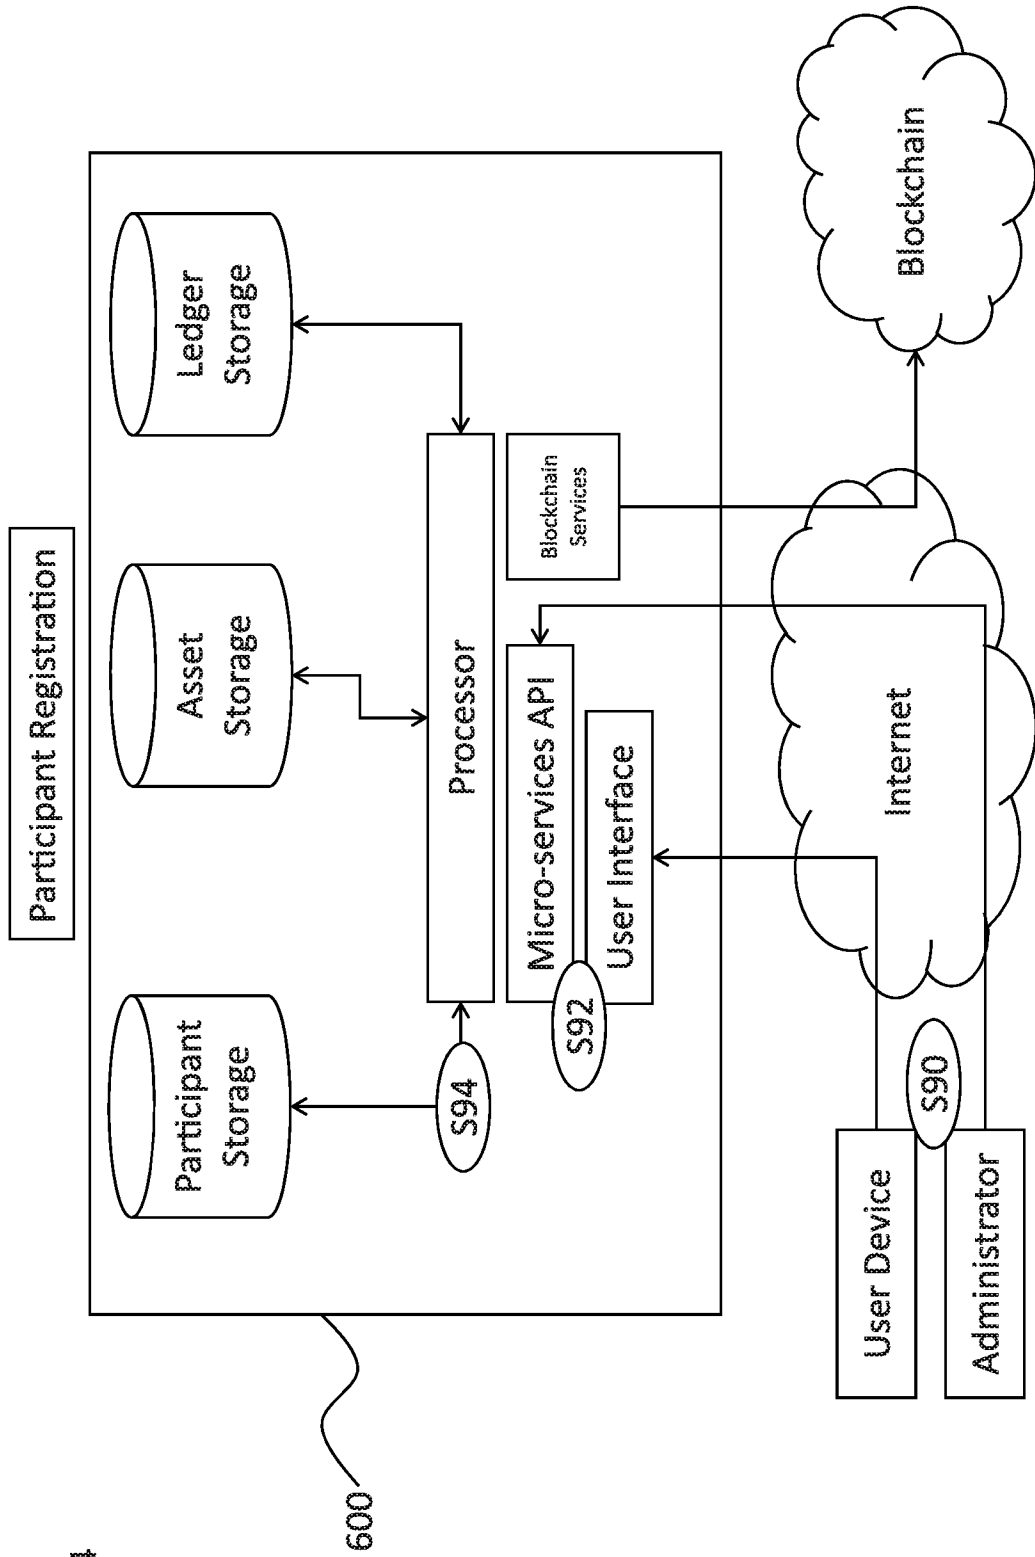 Participant Registration
Participant
Storage
Asset
Storage
Ledger
Storage
S94
Processor
Micro-services API
Blockchain
Services
S92
User Interface
600
User Device
S90
Administrator
Internet
Blockchain